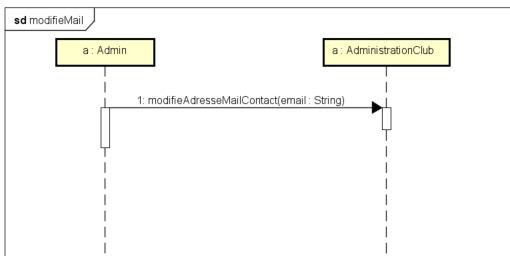 sd modifieMail
a : Admin
a : AdministrationClub
1: modifieAdresseMailContact(email : String)